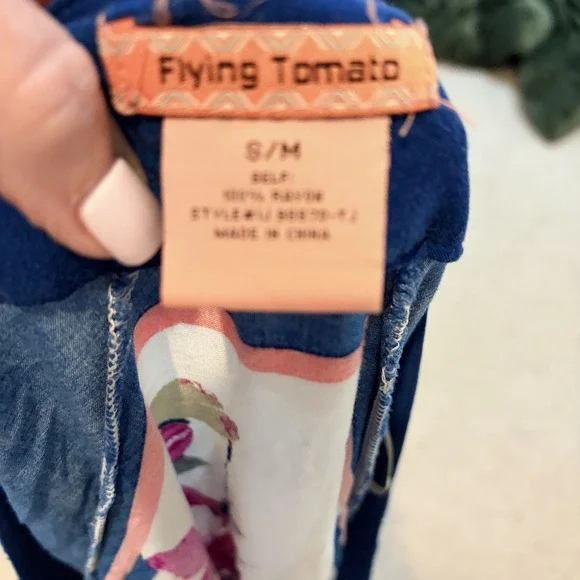 Flying Tomato
S/M
SELF:
100% RAYON
MADE IN CHINA